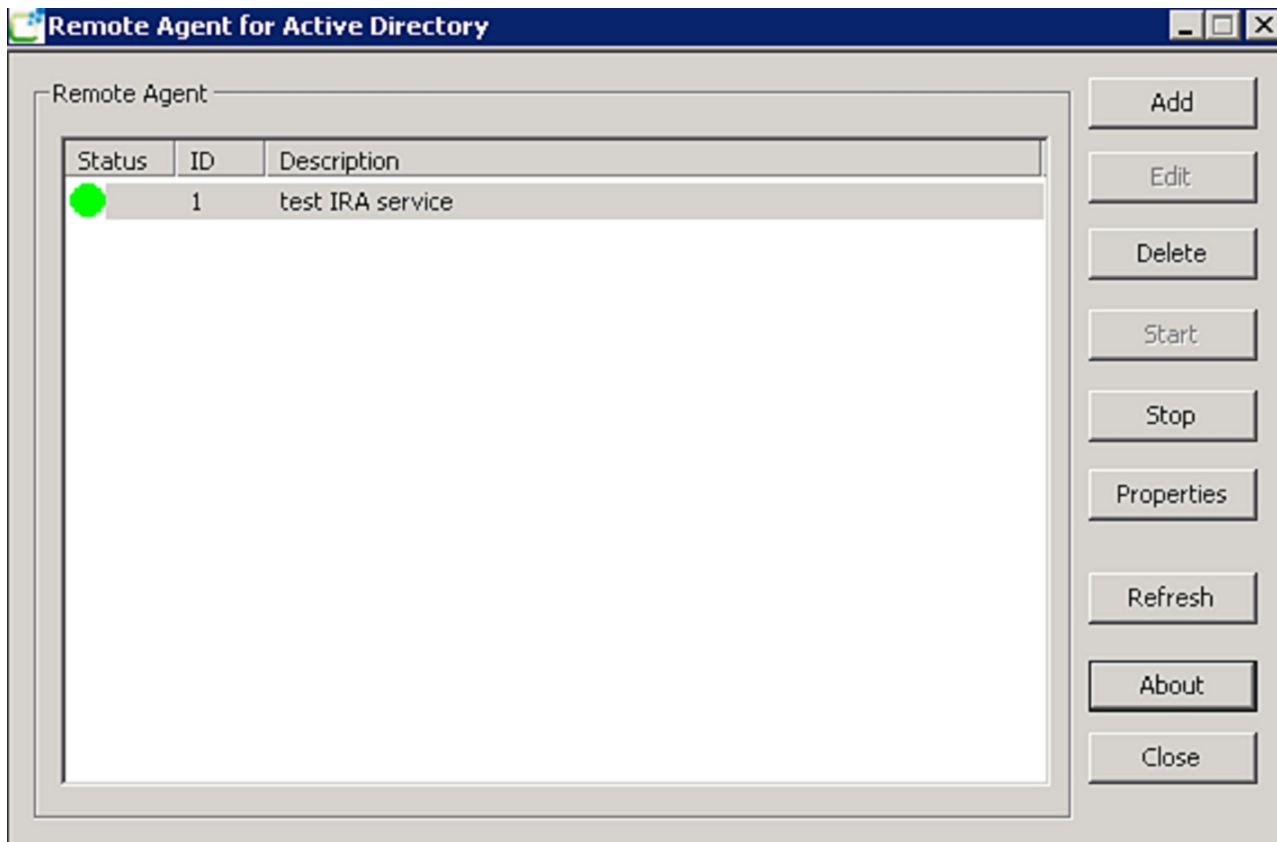 Remote Agent for Active Directory
Remote Agent
Status ID Description
1 test IRA service
Add
Edit
Delete
Start
Stop
Properties
Refresh
About
Close